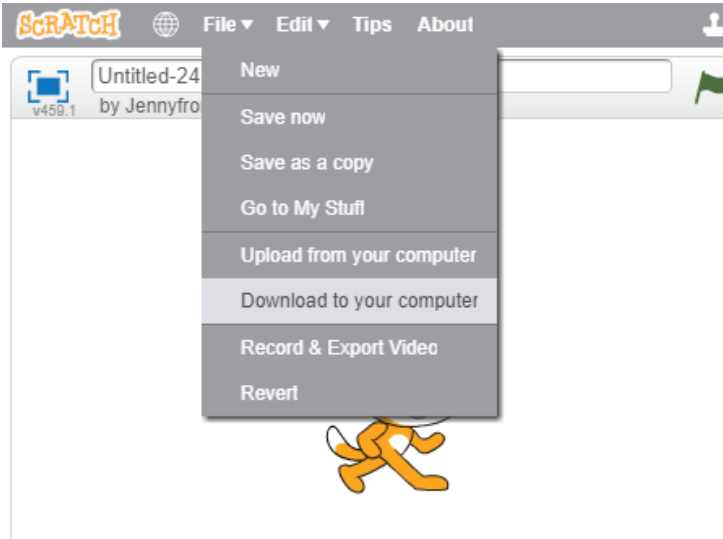 SCRATCH File Edit Tips About
Untitled-24
v459.1 by Jennyfro
New
Save now
Save as a copy
Go to My Stuff
Upload from your computer
Download to your computer
Record & Export Video
Revert